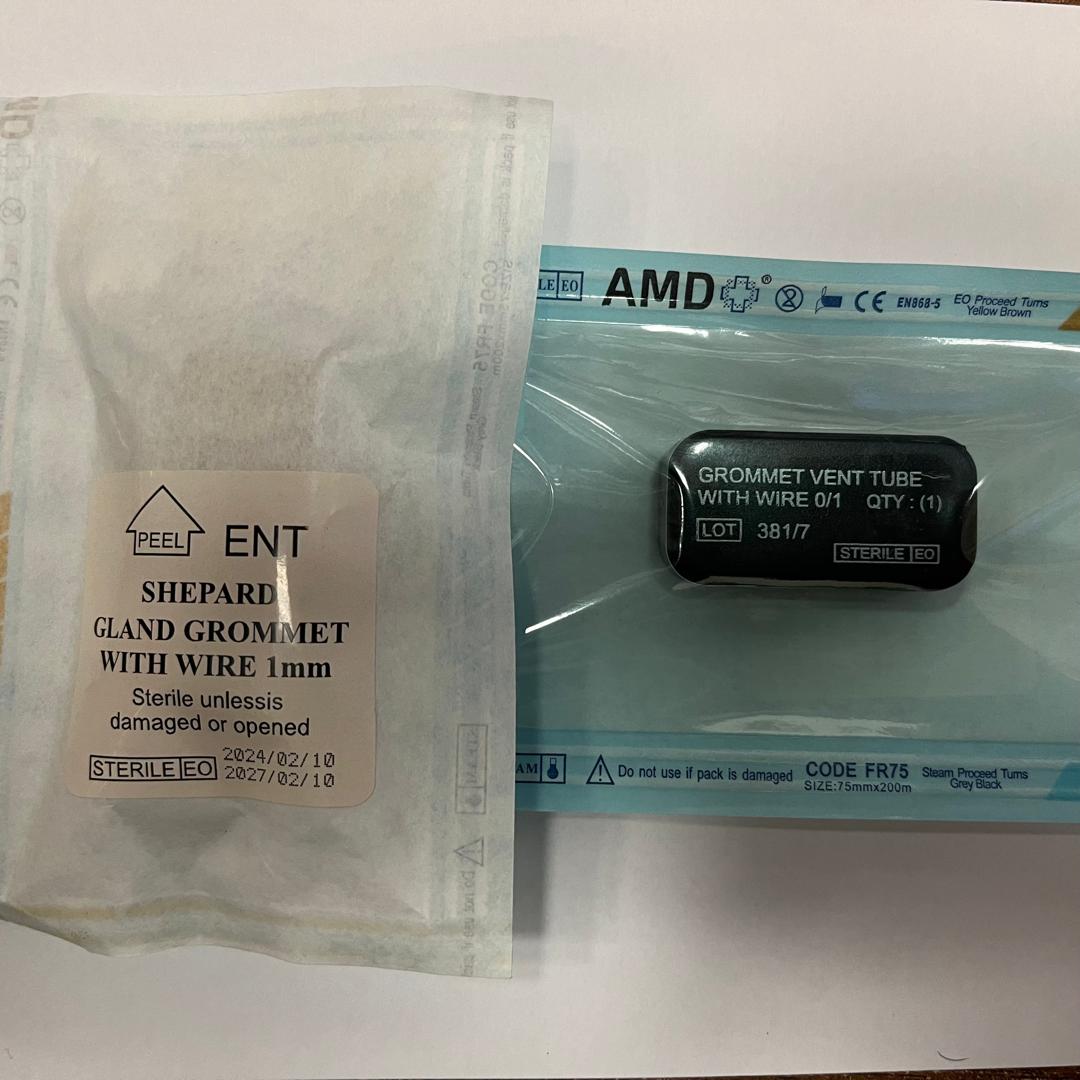 PEEL
ENT
SHEPARD
GLAND GROMMET
WITH WIRE 1mm
Sterile unlessis
damaged or opened
STERILE EO
2024/02/10
2027/02/10
EO
AMD®
CE
EN868-5
EO Proceed Turns
Yellow Brown
GROMMET VENT TUBE
WITH WIRE 0/1 QTY : (1)
LOT 381/7
STERILE EO
Do not use if pack is damaged
CODE FR75
SIZE:75mmx200m
Steam Proceed Turns
Grey Black